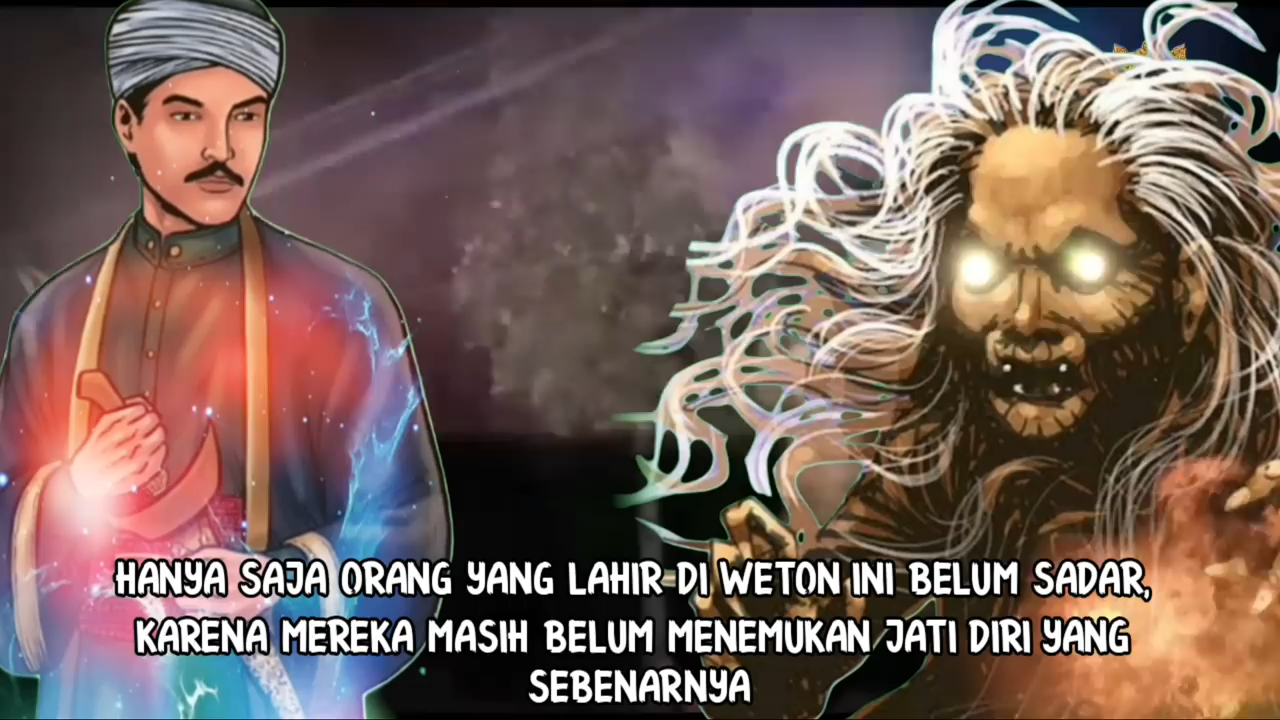 HANYA SAJA ORANG YANG LAHIR DI WETON INI BELUM SADAR,
KARENA MEREKA MASIH BELUM MENEMUKAN JATI DIRI YANG
SEBENARNYA